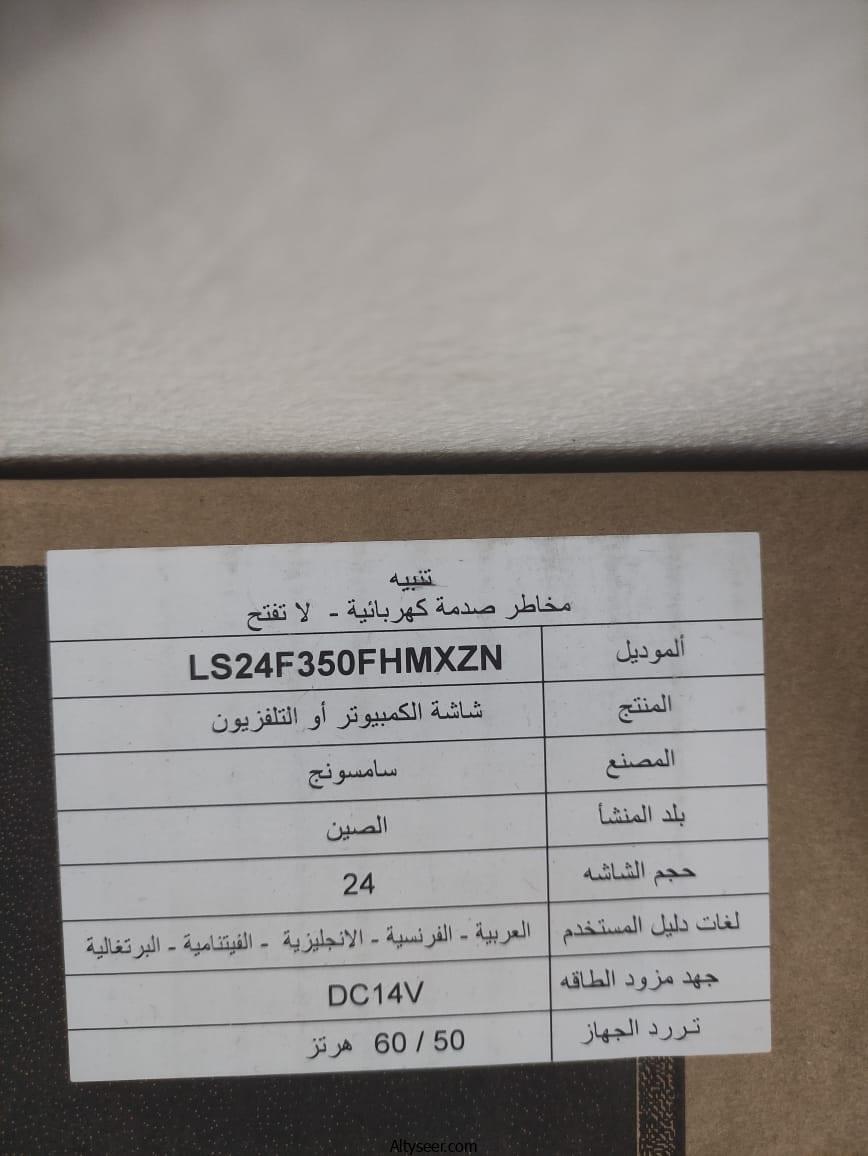 تنبيه
مخاطر صدمة كهربائية - لا تفتح
ألموديل LS24F350FHMXZN
المنتج شاشة الكمبيوتر أو التلفزيون
المصنع سامسونج
بلد المنشأ الصين
حجم الشاشه 24
لغات دليل المستخدم العربية - الفرنسية - الانجليزية - الفيتنامية - البرتغالية
جهد مزود الطاقه DC14V
تررد الجهاز 50 / 60 هرتز
Altyseer.com